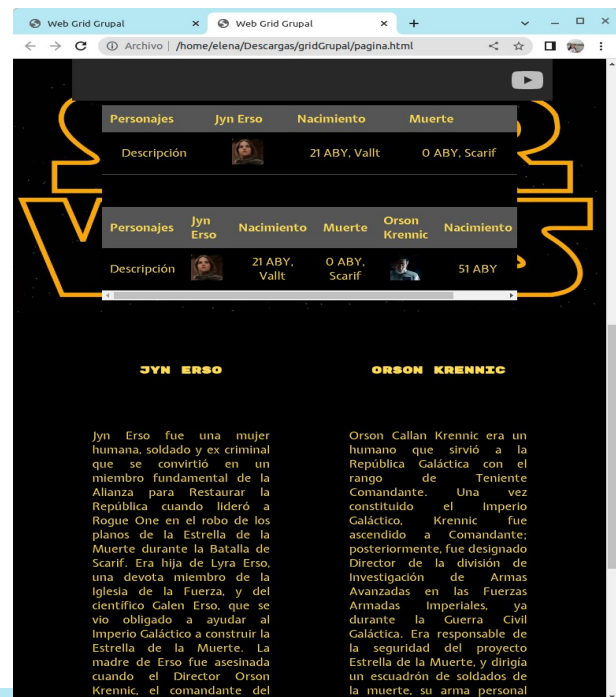 Web Grid Grupal
Web Grid Grupal
Archivo /home/elena/Descargas/gridGrupal/pagina.html
Personajes Jyn Erso Nacimiento Muerte
Descripción 21 ABY, Vallt 0 ABY, Scarif
Personajes Jyn Erso Nacimiento Muerte Orson Krennic Nacimiento
Descripción 21 ABY, Vallt 0 ABY, Scarif 51 ABY
JYN ERSO
Jyn Erso fue una mujer
humana, soldado y ex criminal
que se convirtió en un
miembro fundamental de la
Alianza para Restaurar la
República cuando lideró a
Rogue One en el robo de los
planos de la Estrella de la
Muerte durante la Batalla de
Scarif. Era hija de Lyra Erso,
una devota miembro de la
Iglesia de la Fuerza, y del
científico Galen Erso, que se
vio obligado a ayudar al
Imperio Galáctico a construir la
Estrella de la Muerte. La
madre de Erso fue asesinada
cuando el Director Orson
Krennic, el comandante del
ORSON KRENNIC
Orson Callan Krennic era un
humano que sirvió a la
República Galáctica con el
rango de Teniente
Comandante. Una vez
constituido el Imperio
Galáctico, Krennic fue
ascendido a Comandante;
posteriormente, fue designado
Director de la división de
Investigación de Armas
Avanzadas en las Fuerzas
Armadas Imperiales, ya
durante la Guerra Civil
Galáctica. Era responsable de
la seguridad del proyecto
Estrella de la Muerte, y dirigía
un escuadrón de soldados de
la muerte, su arma personal